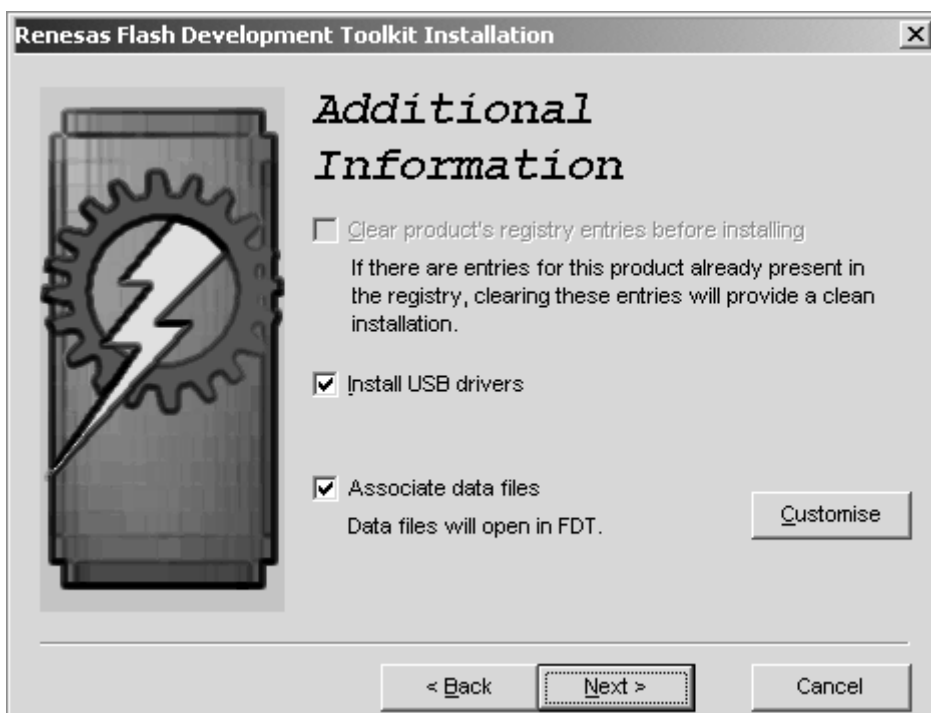 Renesas Flash Development Toolkit Installation
Additional
Information
Clear product's registry entries before installing
If there are entries for this product already present in
the registry, clearing these entries will provide a clean
installation.
Install USB drivers
Associate data files
Data files will open in FDT.
Customise
< Back
Next >
Cancel